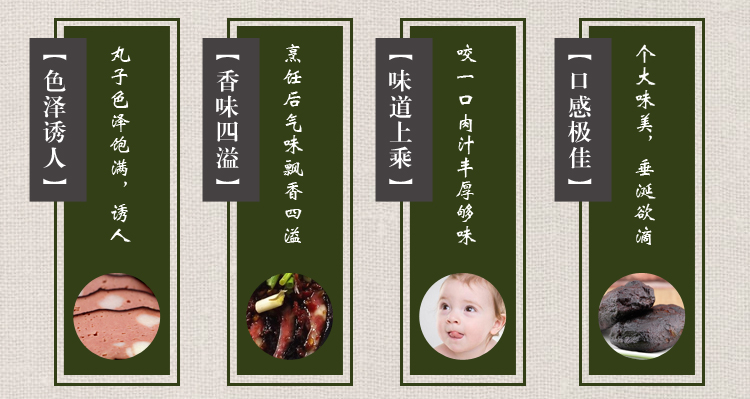 【色泽诱人】
丸子色泽饱满，诱人
【香味四溢】
烹饪后气味飘香四溢
【味道上乘】
咬一口肉汁丰厚够味
【口感极佳】
个大味美，垂涎欲滴